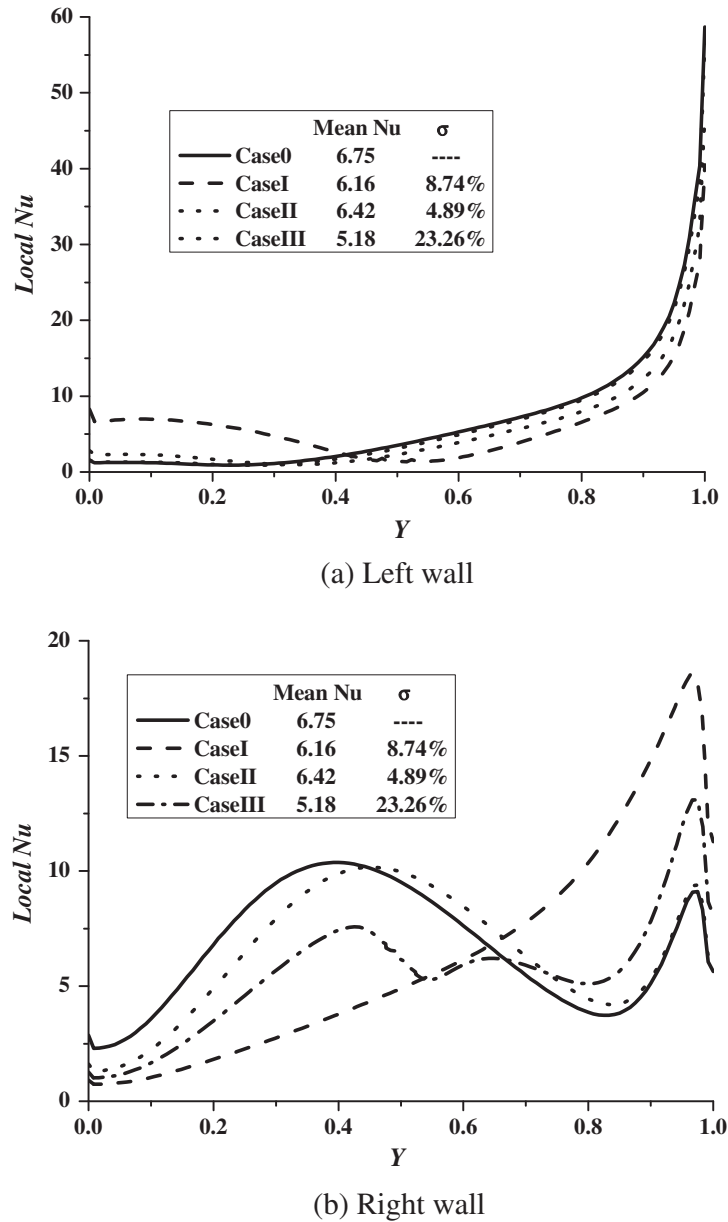 60
50
40
30
20
10
0
Local Nu
Mean Nu σ
Case0 6.75 ----
CaseI 6.16 8.74%
CaseII 6.42 4.89%
CaseIII 5.18 23.26%
0.0 0.2 0.4 0.6 0.8 1.0
Y
(a) Left wall
20
15
10
5
0
Local Nu
Mean Nu σ
Case0 6.75 ----
CaseI 6.16 8.74%
CaseII 6.42 4.89%
CaseIII 5.18 23.26%
0.0 0.2 0.4 0.6 0.8 1.0
Y
(b) Right wall